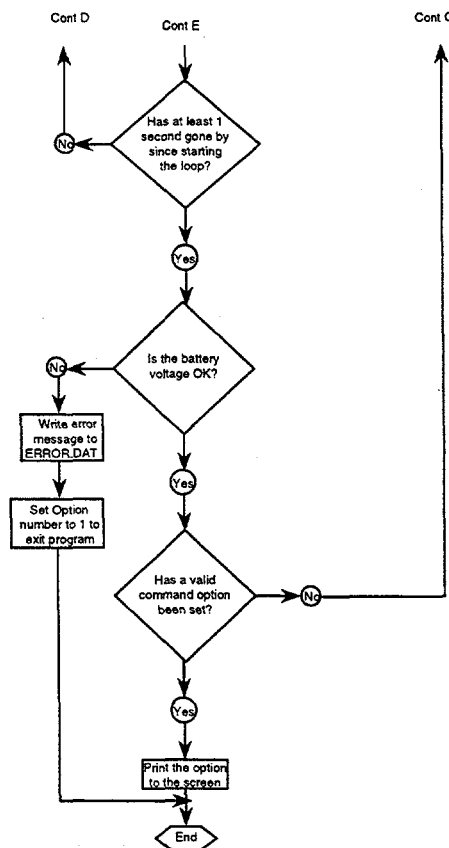 Cont D
Cont E
Cont C
Has at least 1
second gone by
since starting
the loop?
No
Yes
Is the battery
voltage OK?
No
Write error
message to
ERROR.DAT
Yes
Set Option
number to 1 to
exit program
Has a valid
command option
been set?
No
Yes
Print the option
to the screen
End